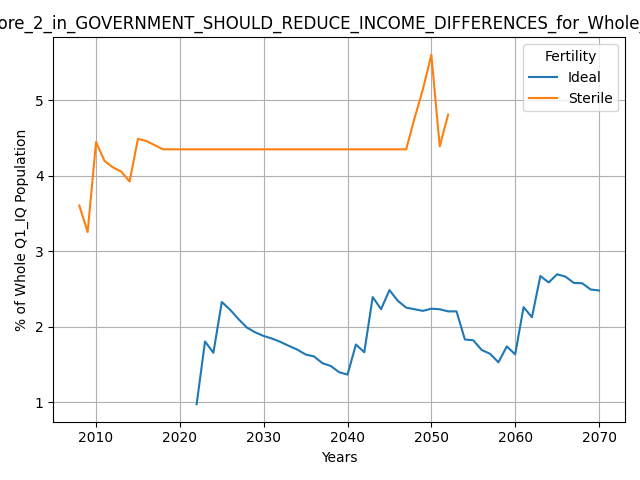 ore_2_in_GOVERNMENT_SHOULD_REDUCE_INCOME_DIFFERENCES_for_Whole_
Fertility
Ideal
Sterile
% of Whole Q1_IQ Population
5
4
3
2
1
2010 2020 2030 2040 2050 2060 2070
Years